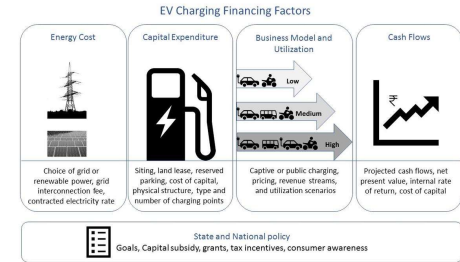 EV Charging Financing Factors
Energy Cost
Choice of grid or
renewable power, grid
interconnection fee,
contracted electricity rate
Capital Expenditure
Siting, land lease, reserved
parking, cost of capital,
physical structure, type and
number of charging points
Business Model and
Utilization
Low
Medium
High
Captive or public charging,
pricing, revenue streams,
and utilization scenarios
Cash Flows
₹
Projected cash flows, net
present value, internal rate
of return, cost of capital
State and National policy
Goals, Capital subsidy, grants, tax incentives, consumer awareness